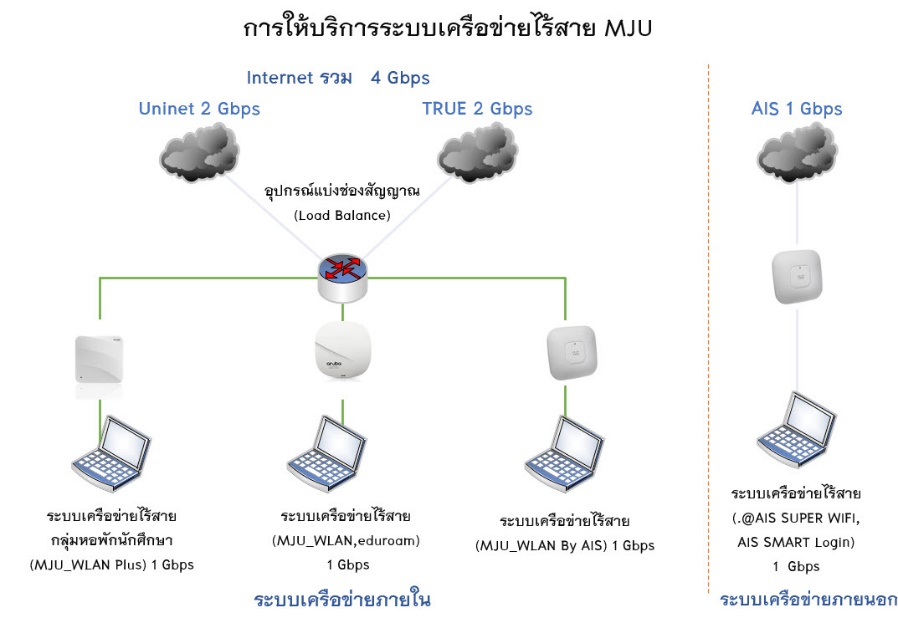 การให้บริการระบบเครือข่ายไร้สาย MJU
Internet รวม 4 Gbps
Uninet 2 Gbps
TRUE 2 Gbps
AIS 1 Gbps
อุปกรณ์แบ่งช่องสัญญาณ
(Load Balance)
aruba
ระบบเครือข่ายไร้สาย
กลุ่มหอพักนักศึกษา
(MJU_WLAN Plus) 1 Gbps
ระบบเครือข่ายไร้สาย
(MJU_WLAN,eduroam)
1 Gbps
ระบบเครือข่ายไร้สาย
(MJU_WLAN By AIS) 1 Gbps
ระบบเครือข่ายไร้สาย
(.@AIS SUPER WIFI,
AIS SMART Login)
1 Gbps
ระบบเครือข่ายภายใน
ระบบเครือข่ายภายนอก